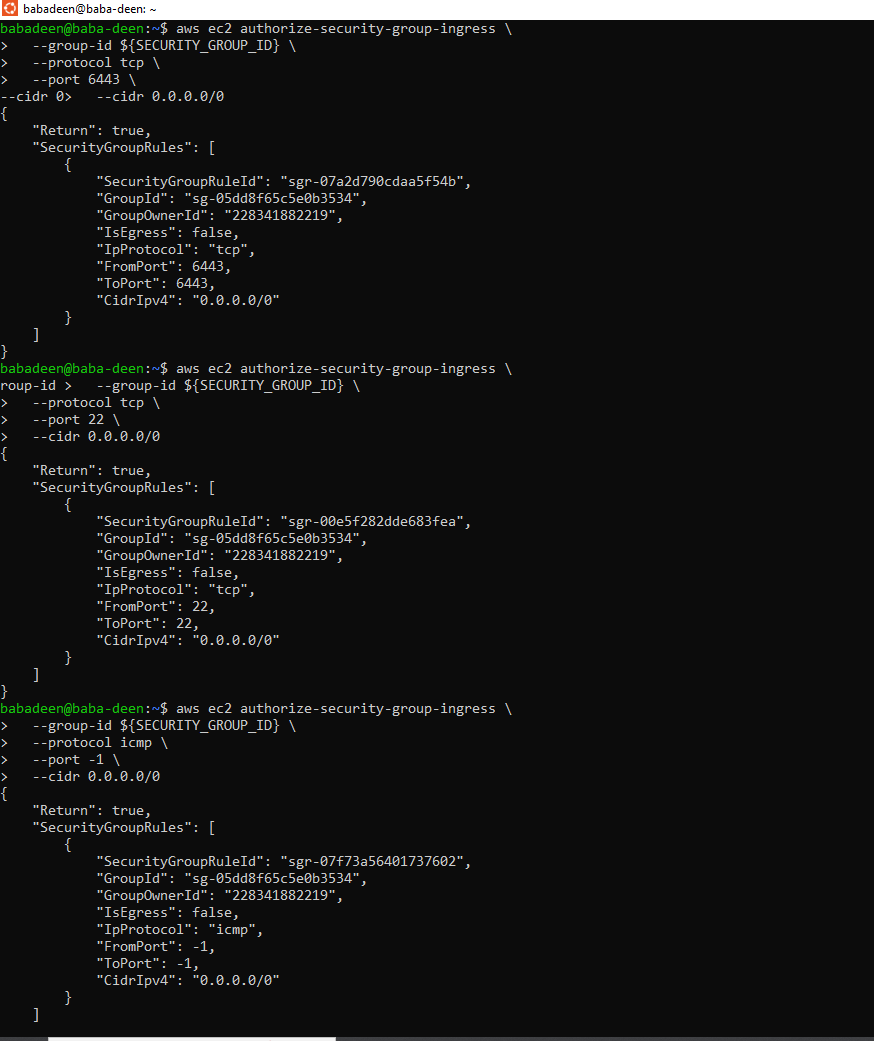 babadeen@baba-deen: ~
babadeen@baba-deen:~$ aws ec2 authorize-security-group-ingress \
>   --group-id ${SECURITY_GROUP_ID} \
>   --protocol tcp \
>   --port 6443 \
--cidr 0>   --cidr 0.0.0.0/0
{
    "Return": true,
    "SecurityGroupRules": [
        {
            "SecurityGroupRuleId": "sgr-07a2d790cdaa5f54b",
            "GroupId": "sg-05dd8f65c5e0b3534",
            "GroupOwnerId": "228341882219",
            "IsEgress": false,
            "IpProtocol": "tcp",
            "FromPort": 6443,
            "ToPort": 6443,
            "CidrIpv4": "0.0.0.0/0"
        }
    ]
}
babadeen@baba-deen:~$ aws ec2 authorize-security-group-ingress \
roup-id >   --group-id ${SECURITY_GROUP_ID} \
>   --protocol tcp \
>   --port 22 \
>   --cidr 0.0.0.0/0
{
    "Return": true,
    "SecurityGroupRules": [
        {
            "SecurityGroupRuleId": "sgr-00e5f282dde683fea",
            "GroupId": "sg-05dd8f65c5e0b3534",
            "GroupOwnerId": "228341882219",
            "IsEgress": false,
            "IpProtocol": "tcp",
            "FromPort": 22,
            "ToPort": 22,
            "CidrIpv4": "0.0.0.0/0"
        }
    ]
}
babadeen@baba-deen:~$ aws ec2 authorize-security-group-ingress \
>   --group-id ${SECURITY_GROUP_ID} \
>   --protocol icmp \
>   --port -1 \
>   --cidr 0.0.0.0/0
{
    "Return": true,
    "SecurityGroupRules": [
        {
            "SecurityGroupRuleId": "sgr-07f73a56401737602",
            "GroupId": "sg-05dd8f65c5e0b3534",
            "GroupOwnerId": "228341882219",
            "IsEgress": false,
            "IpProtocol": "icmp",
            "FromPort": -1,
            "ToPort": -1,
            "CidrIpv4": "0.0.0.0/0"
        }
    ]